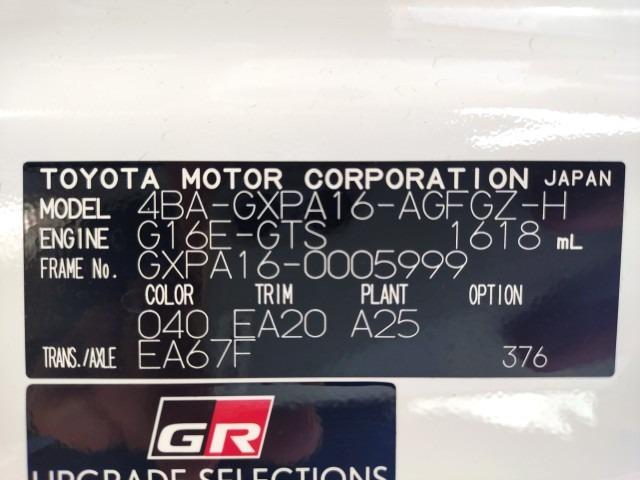 TOYOTA MOTOR CORPORATION JAPAN
MODEL 4BA-GXPA16-AGFGZ-H
ENGINE G16E-GTS 1618 mL
FRAME No. GXPA16-0005999
COLOR TRIM PLANT OPTION
040 EA20 A25
TRANS./AXLE EA67F 376
GR
UPGRADE SELECTIONS